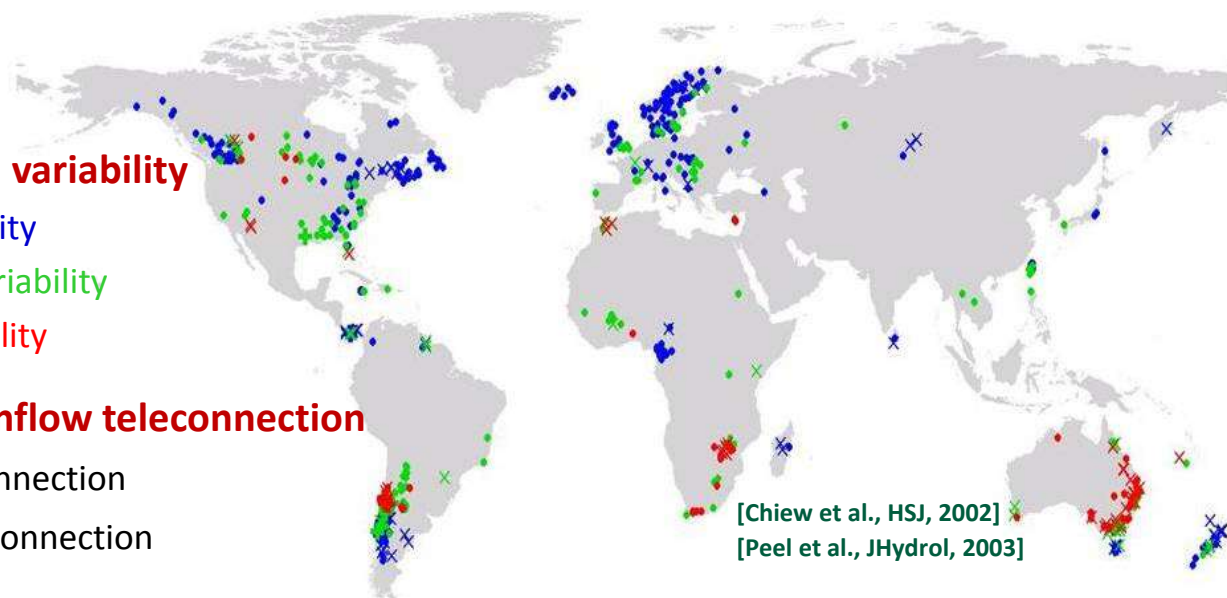 variability
ity
riability
lity
nflow teleconnection
nnection
onnection
[Chiew et al., HSJ, 2002]
[Peel et al., JHydrol, 2003]